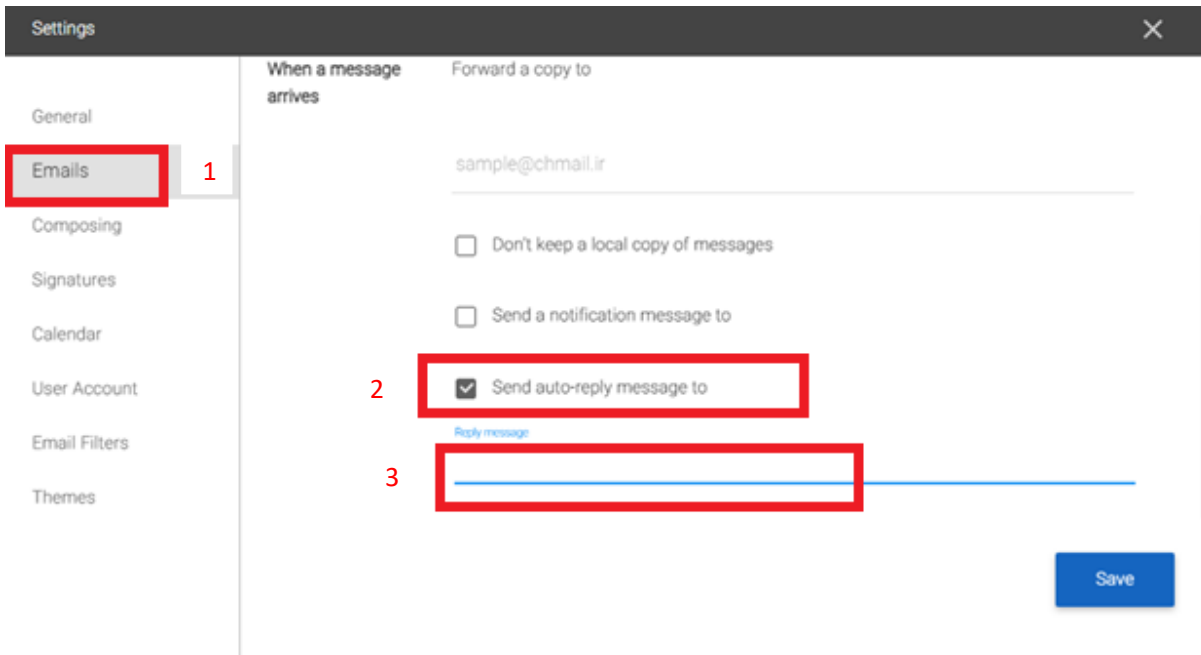 Settings
When a message
arrives
Forward a copy to
General
Emails
1
sample@chmail.ir
Composing
Don't keep a local copy of messages
Signatures
Send a notification message to
Calendar
User Account
2
Send auto-reply message to
Reply message
Email Filters
3
Themes
Save